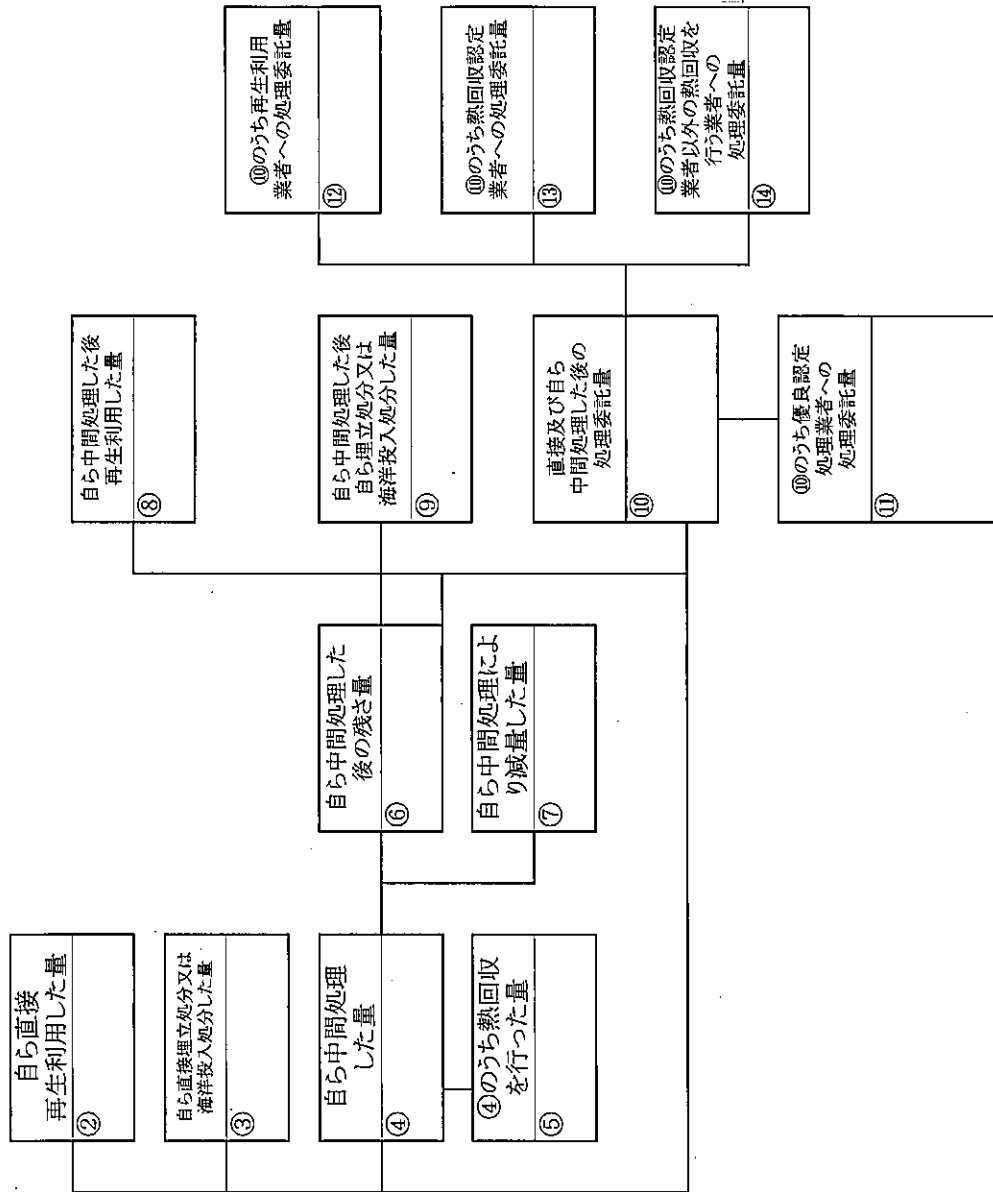 自ら直接
再生利用した量
②
自ら直接埋立処分又は
海洋投入処分した量
③
自ら中間処理
した量
④
④のうち熱回収
を行った量
⑤
自ら中間処理した
後の残さ量
⑥
自ら中間処理によ
り減量した量
⑦
自ら中間処理した後
再生利用した量
⑧
自ら中間処理した後
自ら埋立処分又は
海洋投入処分した量
⑨
直接及び自ら
中間処理した後の
処理委託量
⑩
⑩のうち優良認定
処理業者への
処理委託量
⑪
⑩のうち再生利用
業者への処理委託量
⑫
⑩のうち熱回収認定
業者への処理委託量
⑬
⑩のうち熱回収認定
業者以外の熱回収を
行う業者への
処理委託量
⑭